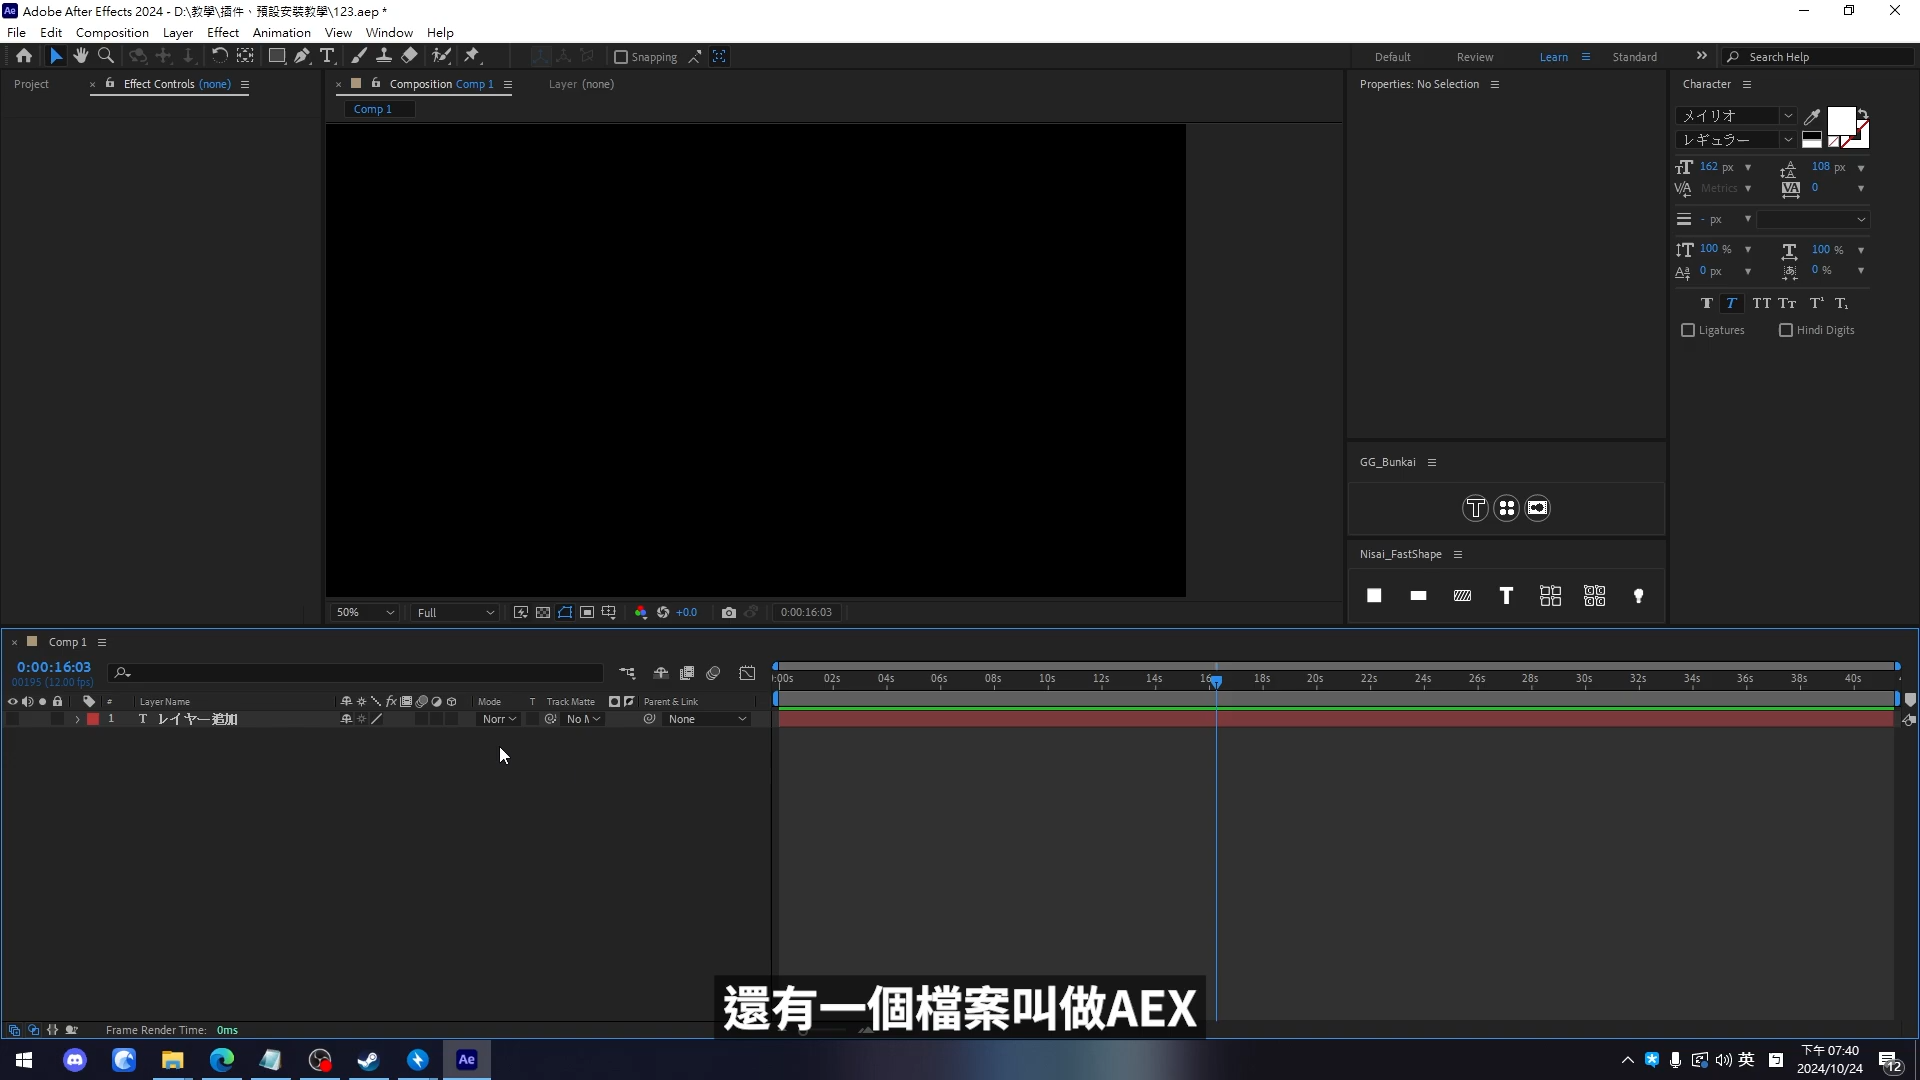 Adobe After Effects 2024 - D:\教學\插件、預設安裝教學\123.aep *
File Edit Composition Layer Effect Animation View Window Help
Snapping
Default Review Learn Standard Search Help
Project Effect Controls (none)
Composition Comp 1 Layer (none)
Properties: No Selection
Character
Comp 1
メイリオ
レギュラー
162 px 108 px
Metrics 0
- px
100 % 100 %
0 px 0 %
Ligatures Hindi Digits
GG_Bunkai
Nisai_FastShape
50% Full +0.0 0:00:16:03
Comp 1
0:00:16:03
00195 (12.00 fps)
:00s 02s 04s 06s 08s 10s 12s 14s 16 18s 20s 22s 24s 26s 28s 30s 32s 34s 36s 38s 40s
# Layer Name Mode T Track Matte Parent & Link
1 T レイヤー追加 Norr No M None
還有一個檔案叫做AEX
Frame Render Time: 0ms
英
下午 07:40
2024/10/24
12